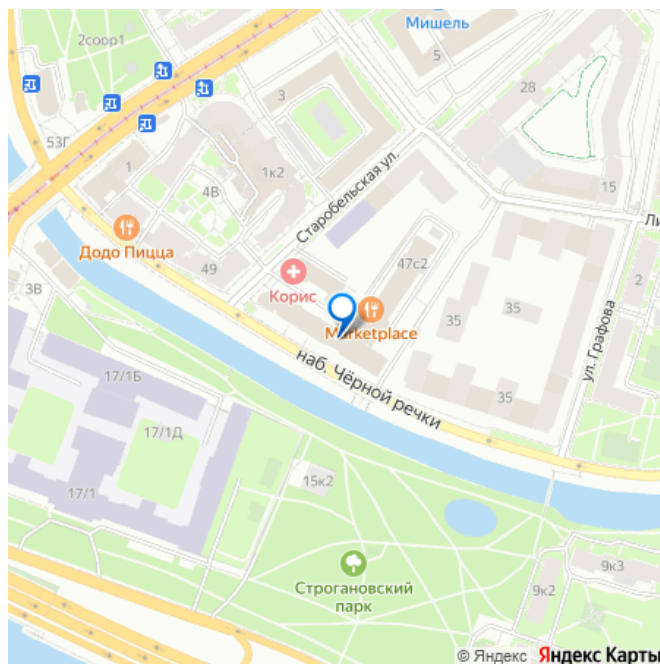 2соор1
Мишель
5
28
3
53Г
1
1к2
4В
15
Старобельская ул.
Ли
Додо Пицца
49
47с2
Корис
2
3В
35
35
Marketplace
35
ул. Графова
наб. Чёрной речки
17/1Б
35
17/1Д
15к2
17/1
Строгановский
парк
9к3
9к2
© Яндекс Яндекс Карты